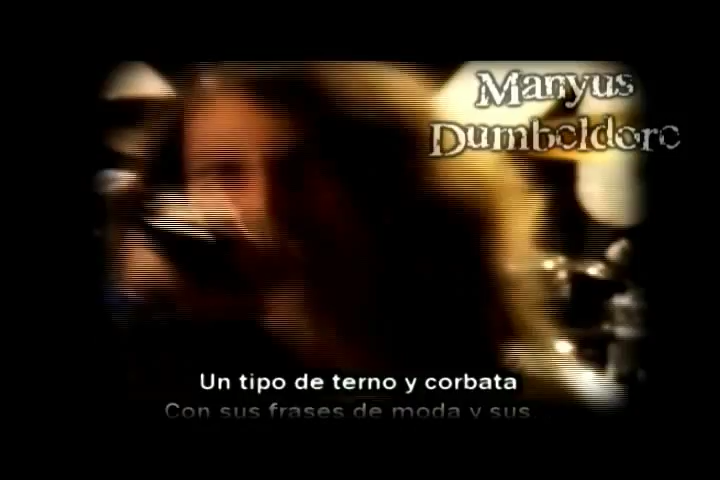 Manyus
Dumbeldore
Un tipo de terno y corbata
Con sus frases de moda y sus